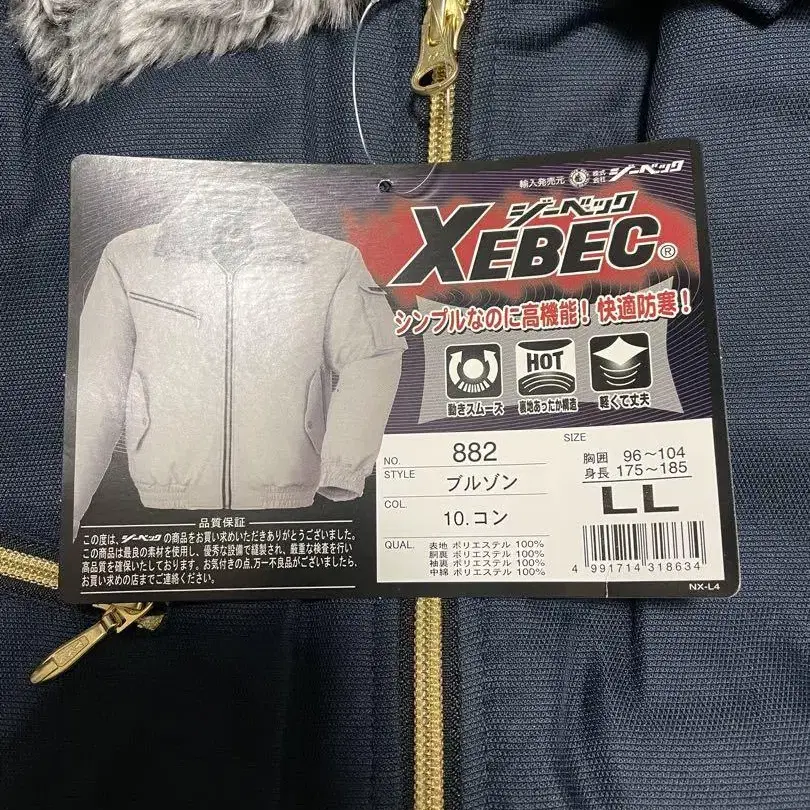 輸入発売元 株式会社 ジーベック
ジーベック
XEBEC®
シンプルなのに高機能!快適防寒!
動きスムーズ
HOT
裏地あったか構造
軽くて丈夫
NO. 882
STYLE ブルゾン
COL. 10.コン
QUAL. 表地 ポリエステル 100%
胴裏 ポリエステル 100%
袖裏 ポリエステル 100%
中綿 ポリエステル 100%
SIZE
胸囲 96~104
身長 175~185
LL
4 991714 318634
NX-L4
品質保証
この度は、ジーベックの商品をお買い求めいただきありがとうございました。
この商品は最良の素材を使用し、優秀な設備で縫製され、厳重な検査を行い
高品質を確保いたしております。お気付きの点、万一不良品がございましたら、
お買い求めの店までご連絡ください。